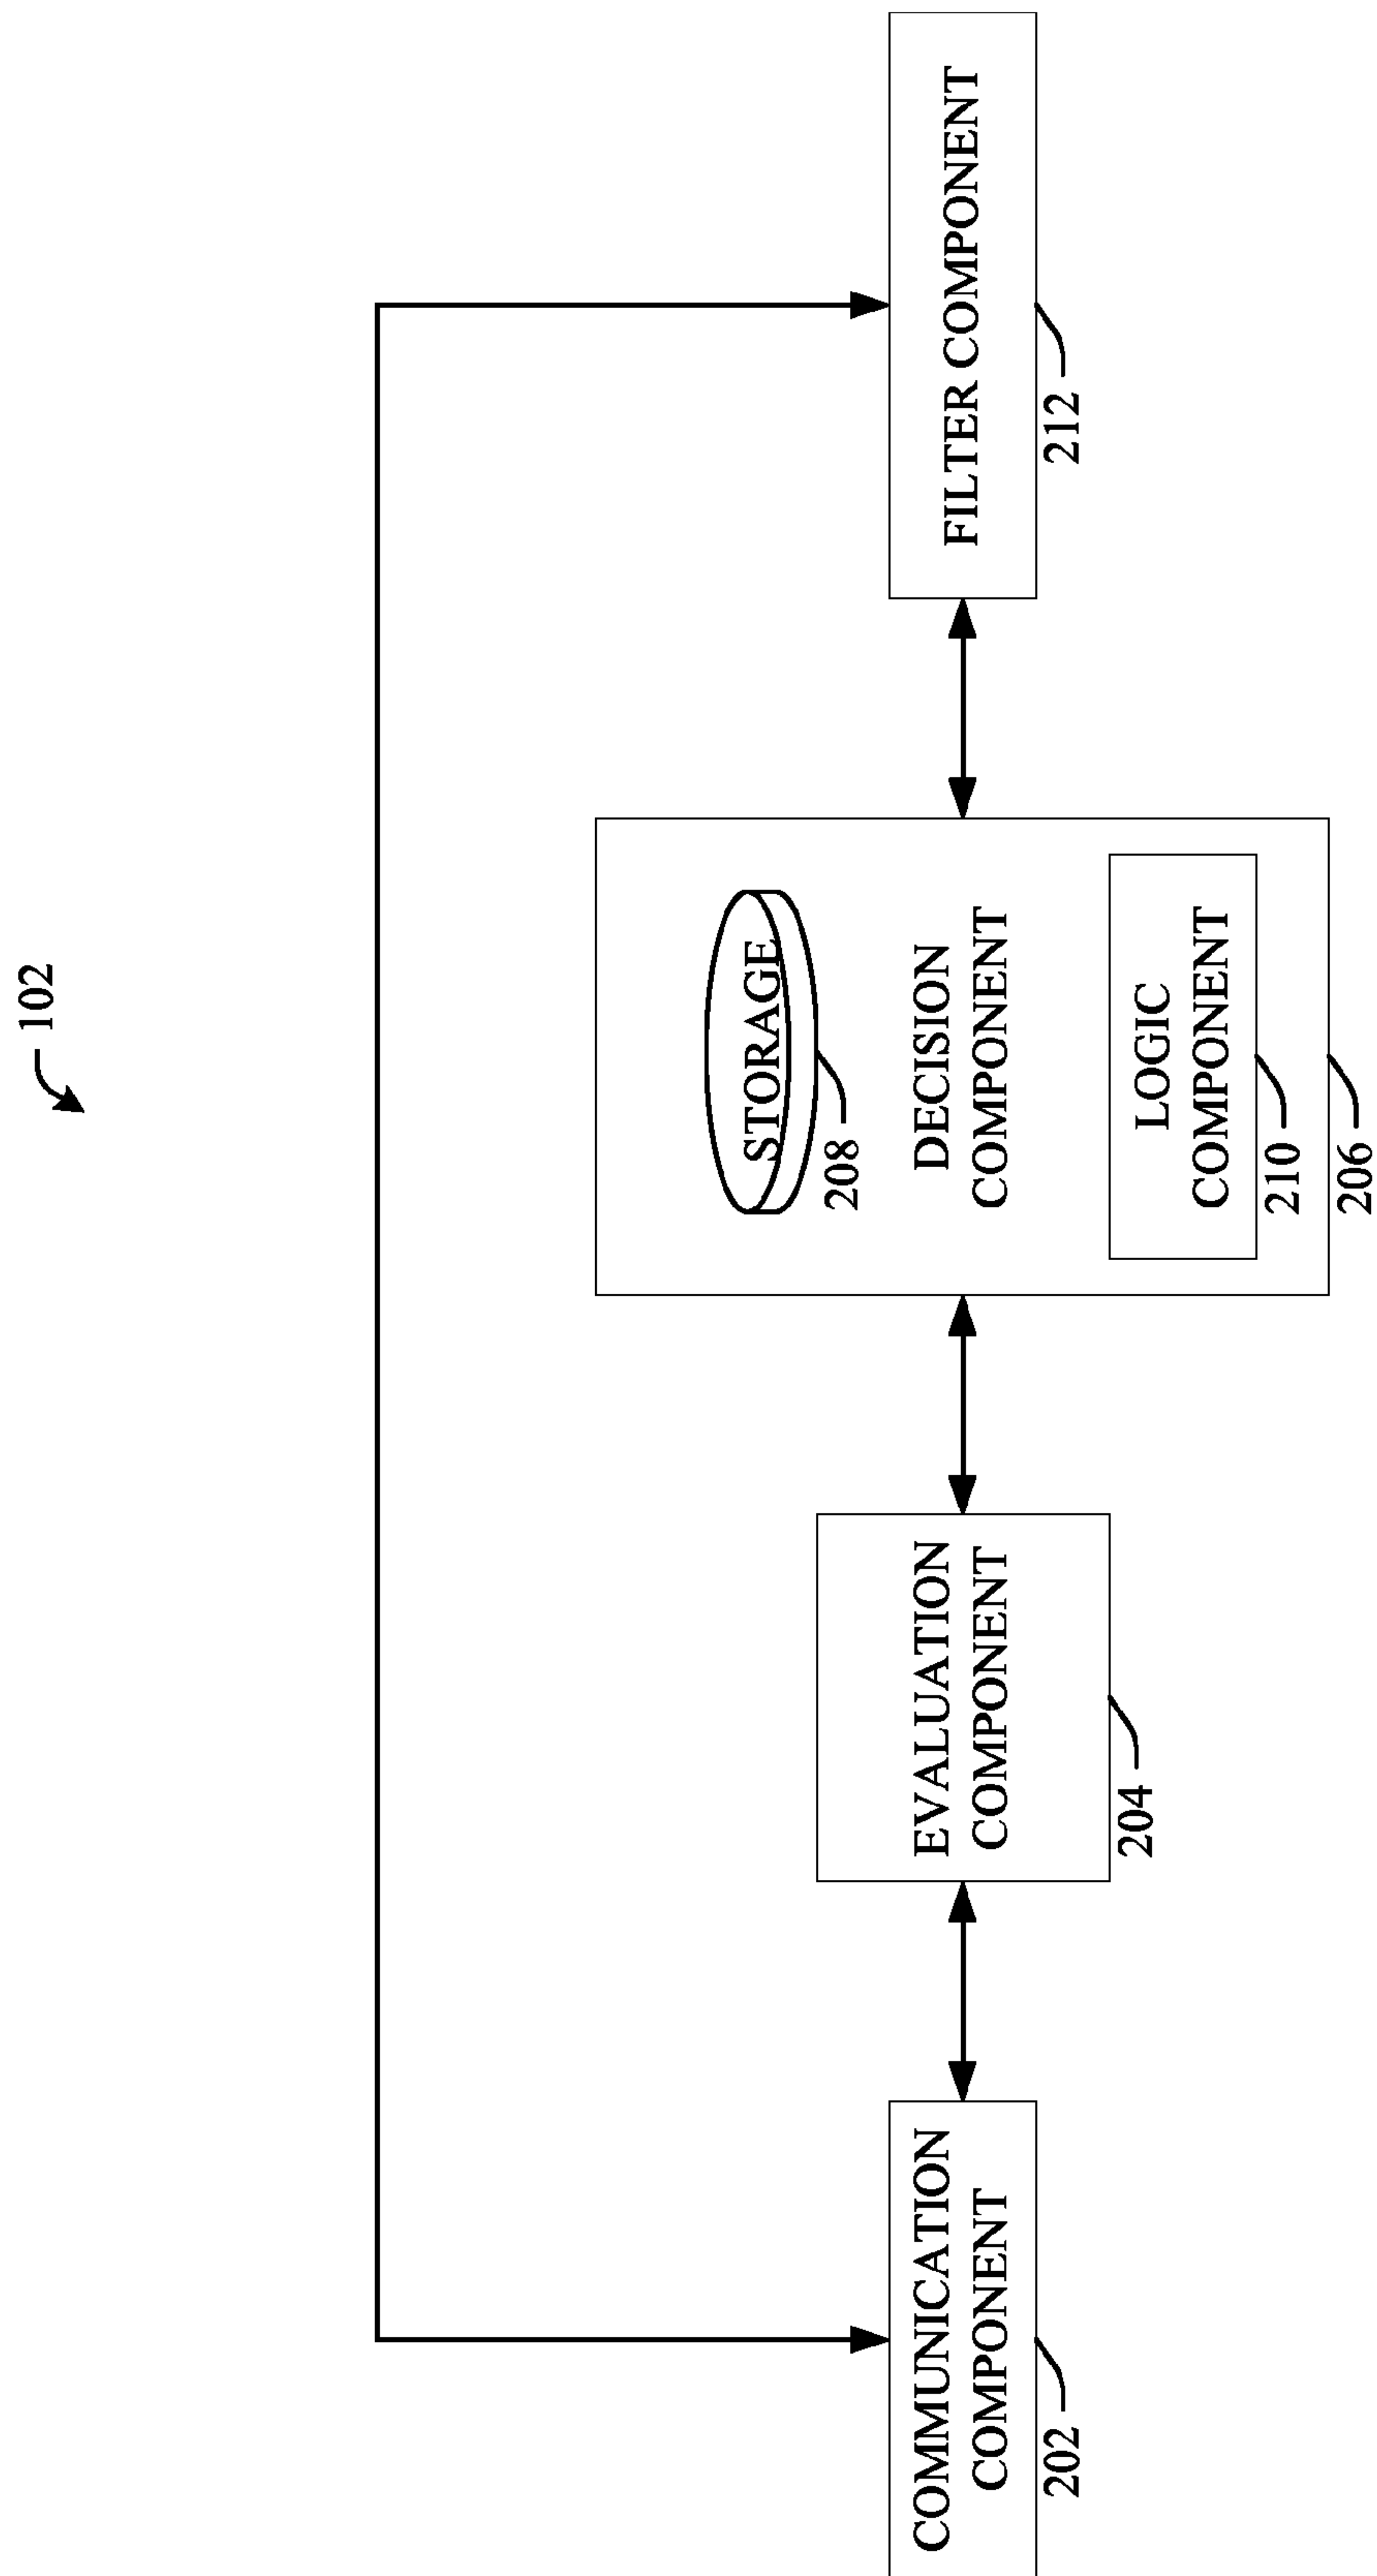 102
COMMUNICATION
COMPONENT
202
EVALUATION
COMPONENT
204
STORAGE
208
DECISION
COMPONENT
LOGIC
COMPONENT
210
206
FILTER COMPONENT
212